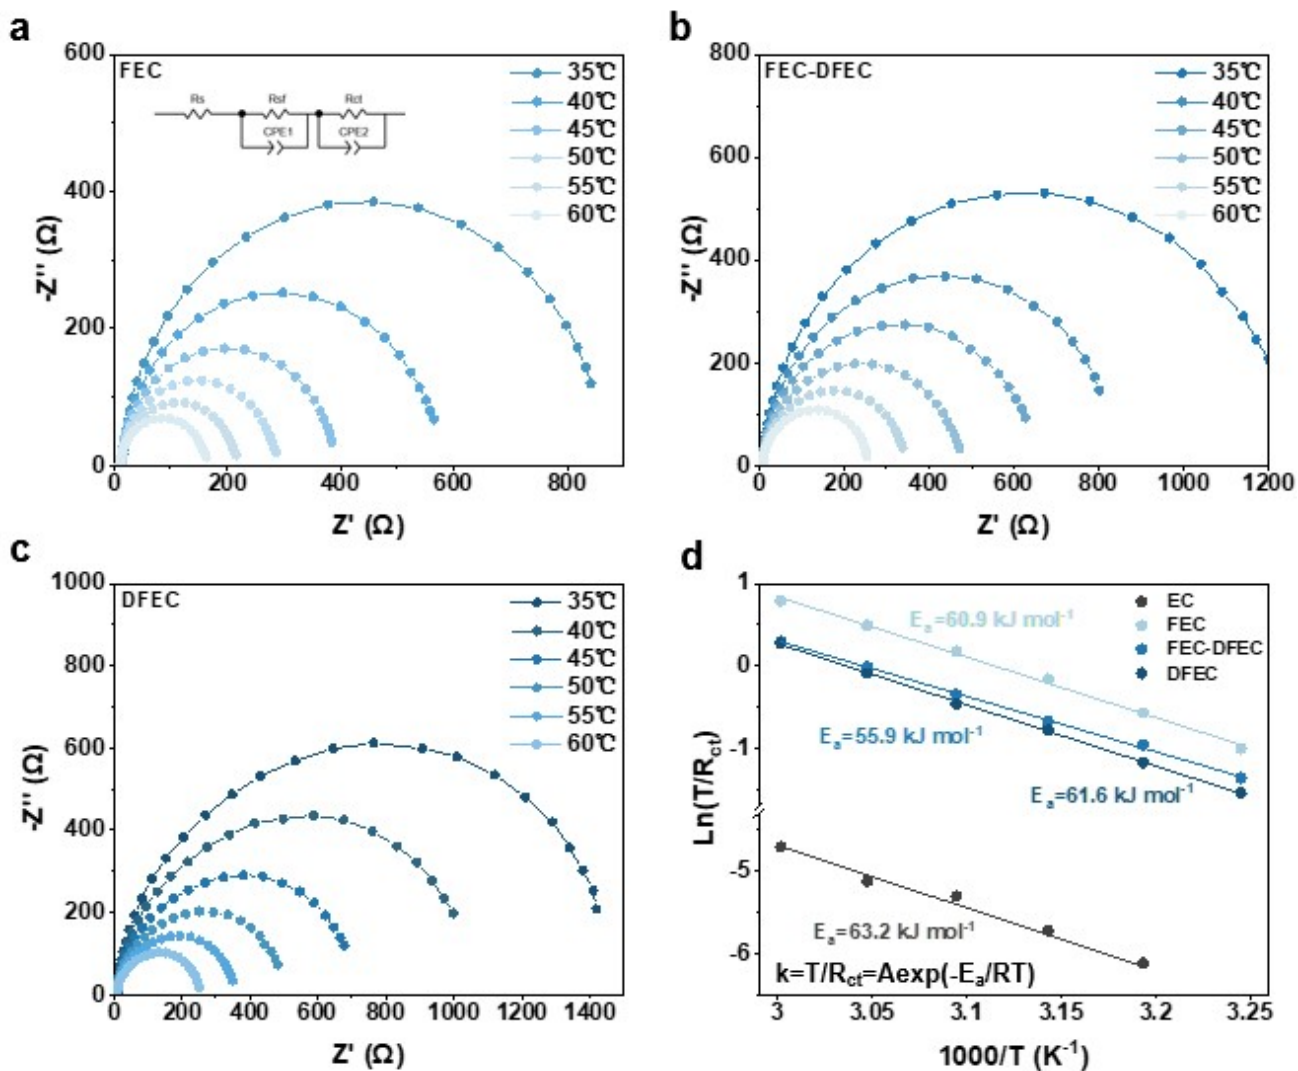 a
600
FEC
35℃
40℃
45℃
50℃
55℃
60℃
Rs
Rsf
Rct
CPE1
CPE2
400
200
0
-Z'' (Ω)
0 200 400 600 800
Z' (Ω)
b
800
FEC-DFEC
35℃
40℃
45℃
50℃
55℃
60℃
600
400
200
0
-Z'' (Ω)
0 200 400 600 800 1000 1200
Z' (Ω)
c
1000
DFEC
35℃
40℃
45℃
50℃
55℃
60℃
800
600
400
200
0
-Z'' (Ω)
0 200 400 600 800 1000 1200 1400
Z' (Ω)
d
1
EC
FEC
FEC-DFEC
DFEC
Eₐ=60.9 kJ mol⁻¹
0
Eₐ=55.9 kJ mol⁻¹
-1
Eₐ=61.6 kJ mol⁻¹
Ln(T/R_ct)
-5
Eₐ=63.2 kJ mol⁻¹
-6
k=T/R_ct=Aexp(-Eₐ/RT)
3 3.05 3.1 3.15 3.2 3.25
1000/T (K⁻¹)